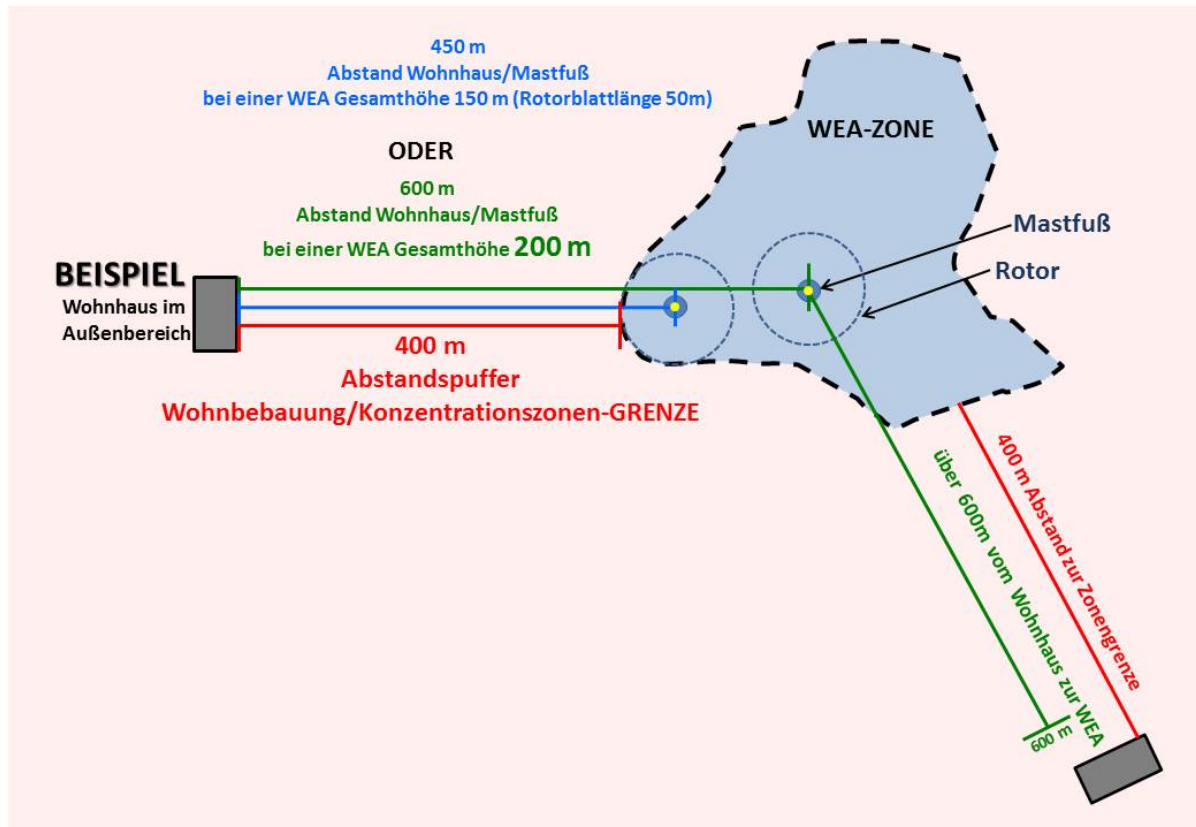 450 m
Abstand Wohnhaus/Mastfuß
bei einer WEA Gesamthöhe 150 m (Rotorblattlänge 50m)
ODER
600 m
Abstand Wohnhaus/Mastfuß
bei einer WEA Gesamthöhe 200 m
WEA-ZONE
Mastfuß
Rotor
BEISPIEL
Wohnhaus im
Außenbereich
400 m
Abstandspuffer
Wohnbebauung/Konzentrationszonen-GRENZE
über 600m vom Wohnhaus zur WEA
400 m Abstand zur Zonengrenze
600 m